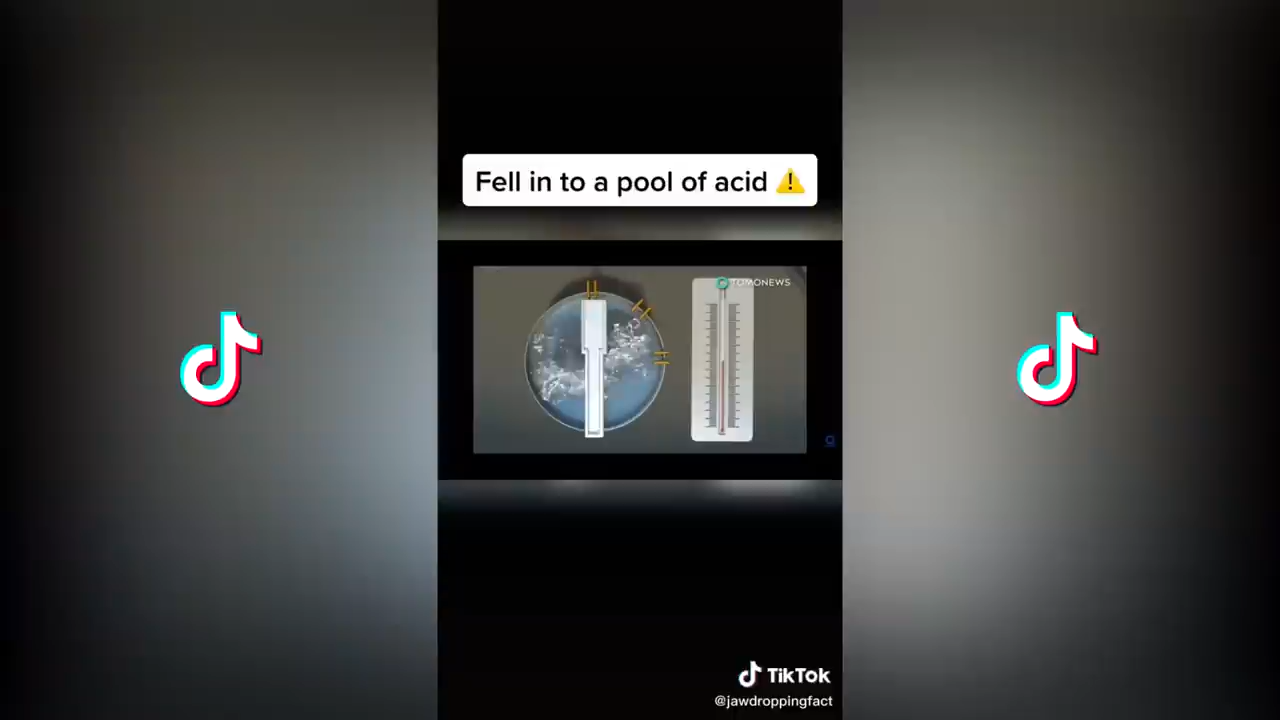 Fell in to a pool of acid ⚠️
TOMONEWS
TikTok
@jawdroppingfact